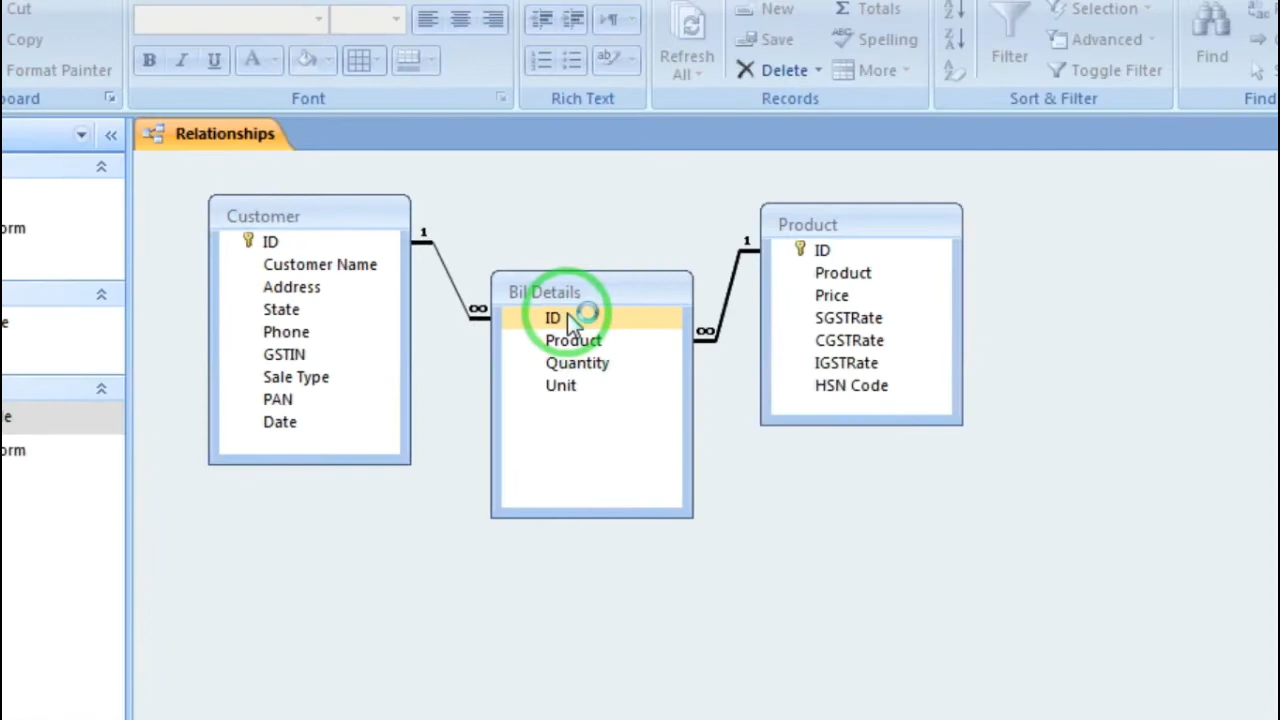 Cut
New
Totals
Selection
Copy
Save
Spelling
Advanced
Format Painter
B I U A
ab
Refresh
All
Delete
More
Filter
Toggle Filter
Find
oard
Font
Rich Text
Records
Sort & Filter
Find
Relationships
orm
e
le
orm
Customer
ID
Customer Name
Address
State
Phone
GSTIN
Sale Type
PAN
Date
1
∞
Bil Details
ID
Product
Quantity
Unit
1
∞
Product
ID
Product
Price
SGSTRate
CGSTRate
IGSTRate
HSN Code